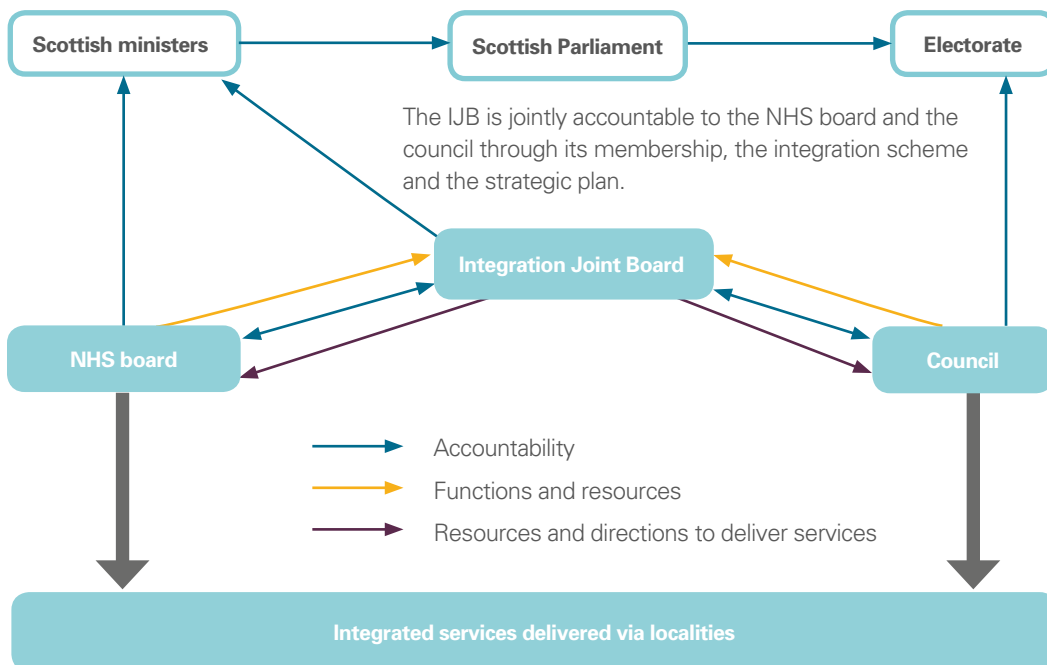 Scottish ministers
Scottish Parliament
Electorate
The IJB is jointly accountable to the NHS board and the
council through its membership, the integration scheme
and the strategic plan.
Integration Joint Board
NHS board
Council
Accountability
Functions and resources
Resources and directions to deliver services
Integrated services delivered via localities